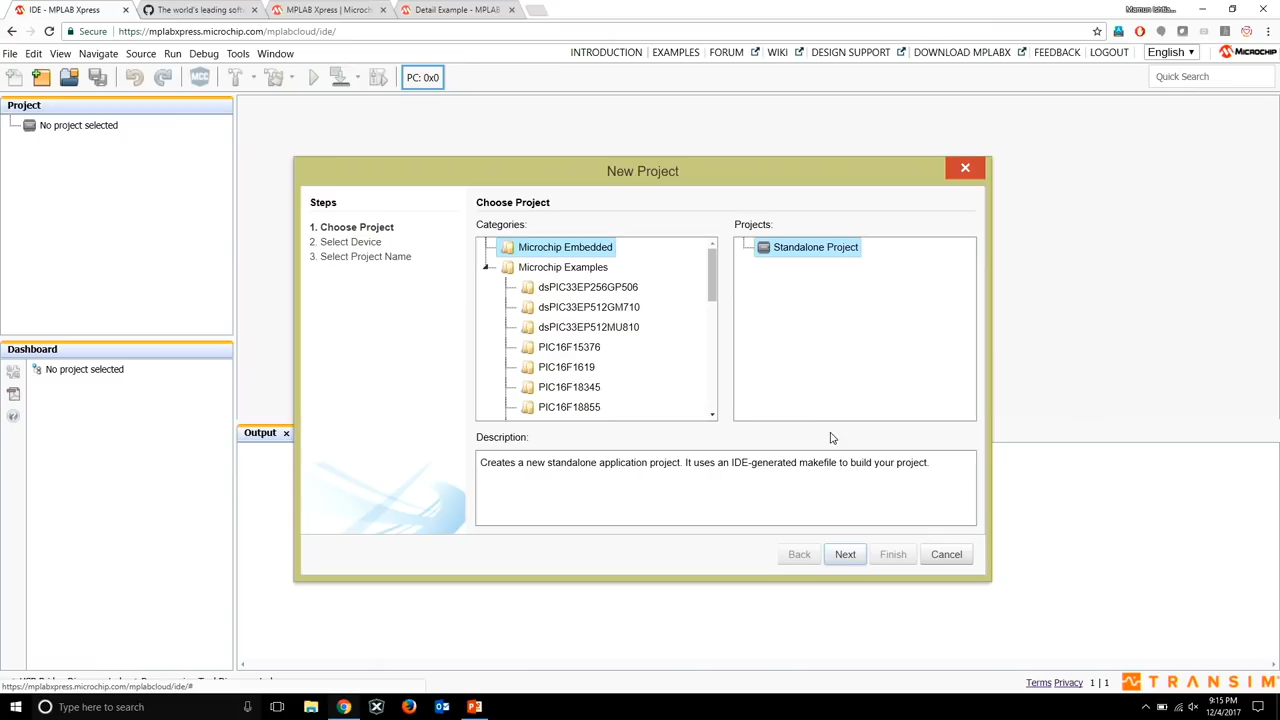 IDE - MPLAB Xpress
The world's leading soft
MPLAB Xpress | Microch
Detail Example - MPLAB
Secure
https://mplabxpress.microchip.com/mplabcloud/ide/
File Edit View Navigate Source Run Debug Tools Window
INTRODUCTION EXAMPLES FORUM WIKI DESIGN SUPPORT DOWNLOAD MPLABX FEEDBACK LOGOUT English MICROCHIP
MCC
PC: 0x0
Quick Search
Project
No project selected
Dashboard
No project selected
Output
New Project
Steps
1. Choose Project
2. Select Device
3. Select Project Name
Choose Project
Categories:
Microchip Embedded
Microchip Examples
dsPIC33EP256GP506
dsPIC33EP512GM710
dsPIC33EP512MU810
PIC16F15376
PIC16F1619
PIC16F18345
PIC16F18855
Projects:
Standalone Project
Description:
Creates a new standalone application project. It uses an IDE-generated makefile to build your project.
Back Next Finish Cancel
https://mplabxpress.microchip.com/mplabcloud/ide/#
Terms Privacy 1 | 1
TRANSIM
Type here to search
9:15 PM
12/4/2017